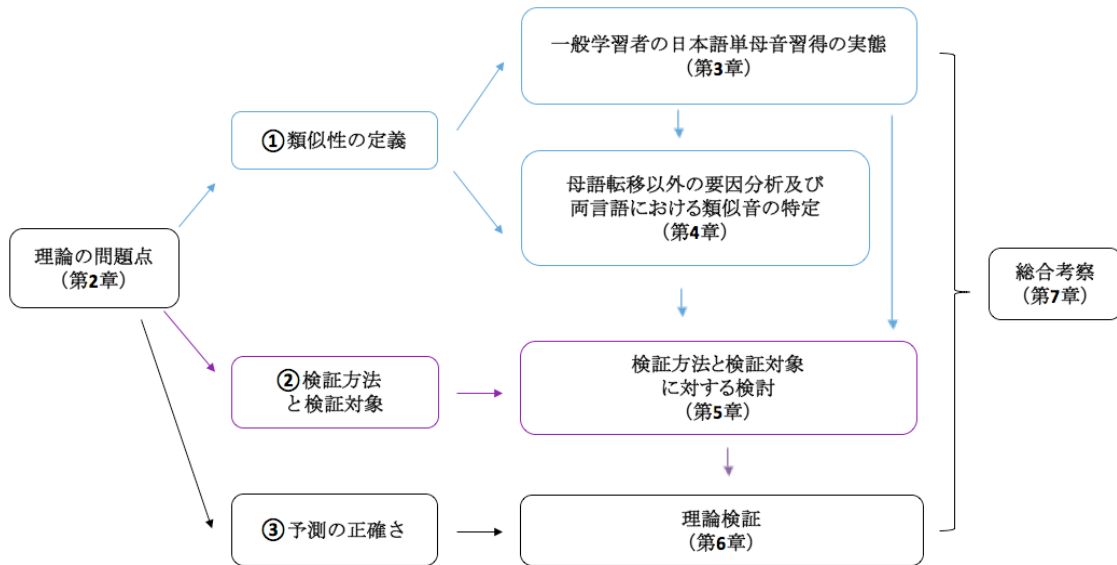 一般学習者の日本語単母音習得の実態
（第3章）
①類似性の定義
母語転移以外の要因分析及び
両言語における類似音の特定
（第4章）
理論の問題点
（第2章）
総合考察
（第7章）
②検証方法
と検証対象
検証方法と検証対象
に対する検討
（第5章）
③予測の正確さ
理論検証
（第6章）